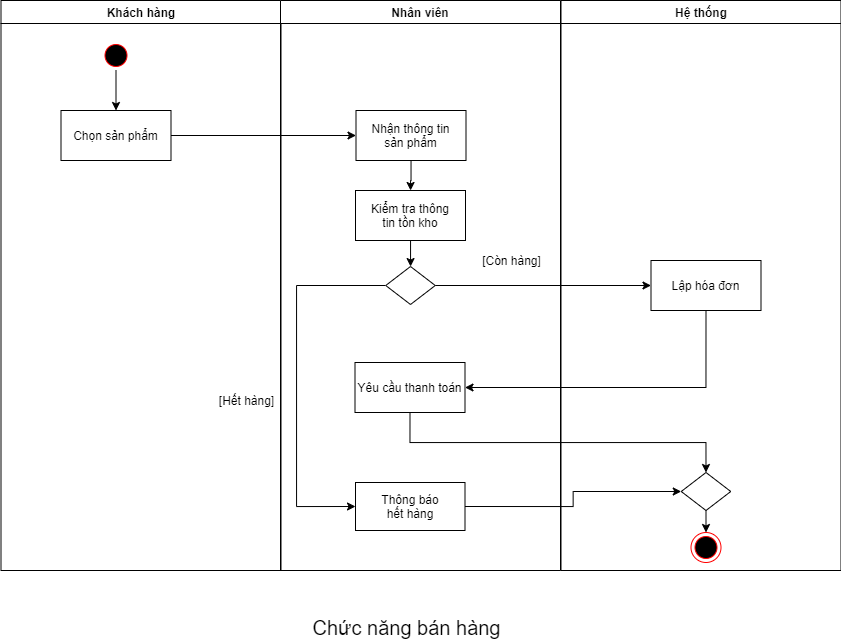 Khách hàng
Nhân viên
Hệ thống
Chọn sản phẩm
Nhận thông tin
sản phẩm
Kiểm tra thông
tin tồn kho
[Còn hàng]
Lập hóa đơn
Yêu cầu thanh toán
[Hết hàng]
Thông báo
hết hàng
Chức năng bán hàng